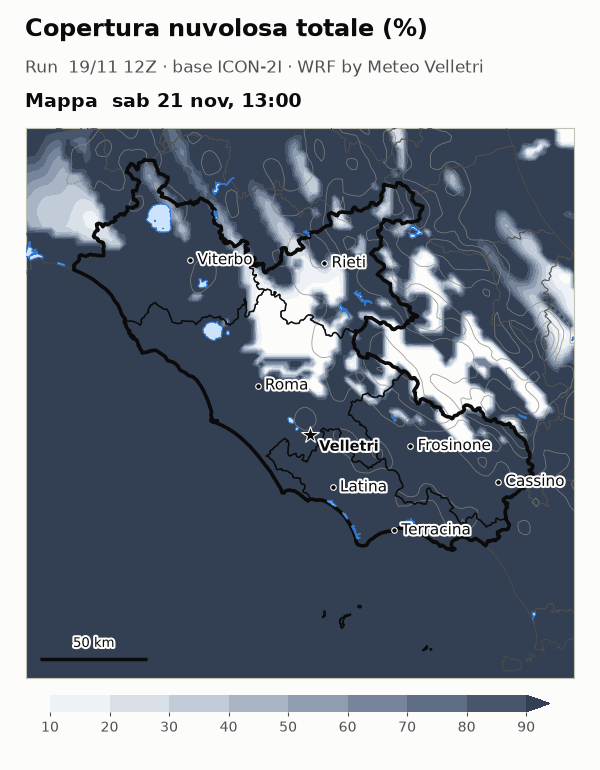 Copertura nuvolosa totale (%)
Run  19/11 12Z · base ICON-2I · WRF by Meteo Velletri
Mappa  sab 21 nov, 13:00
Viterbo
Rieti
Roma
Velletri
Frosinone
Cassino
Latina
Terracina
50 km
10 20 30 40 50 60 70 80 90